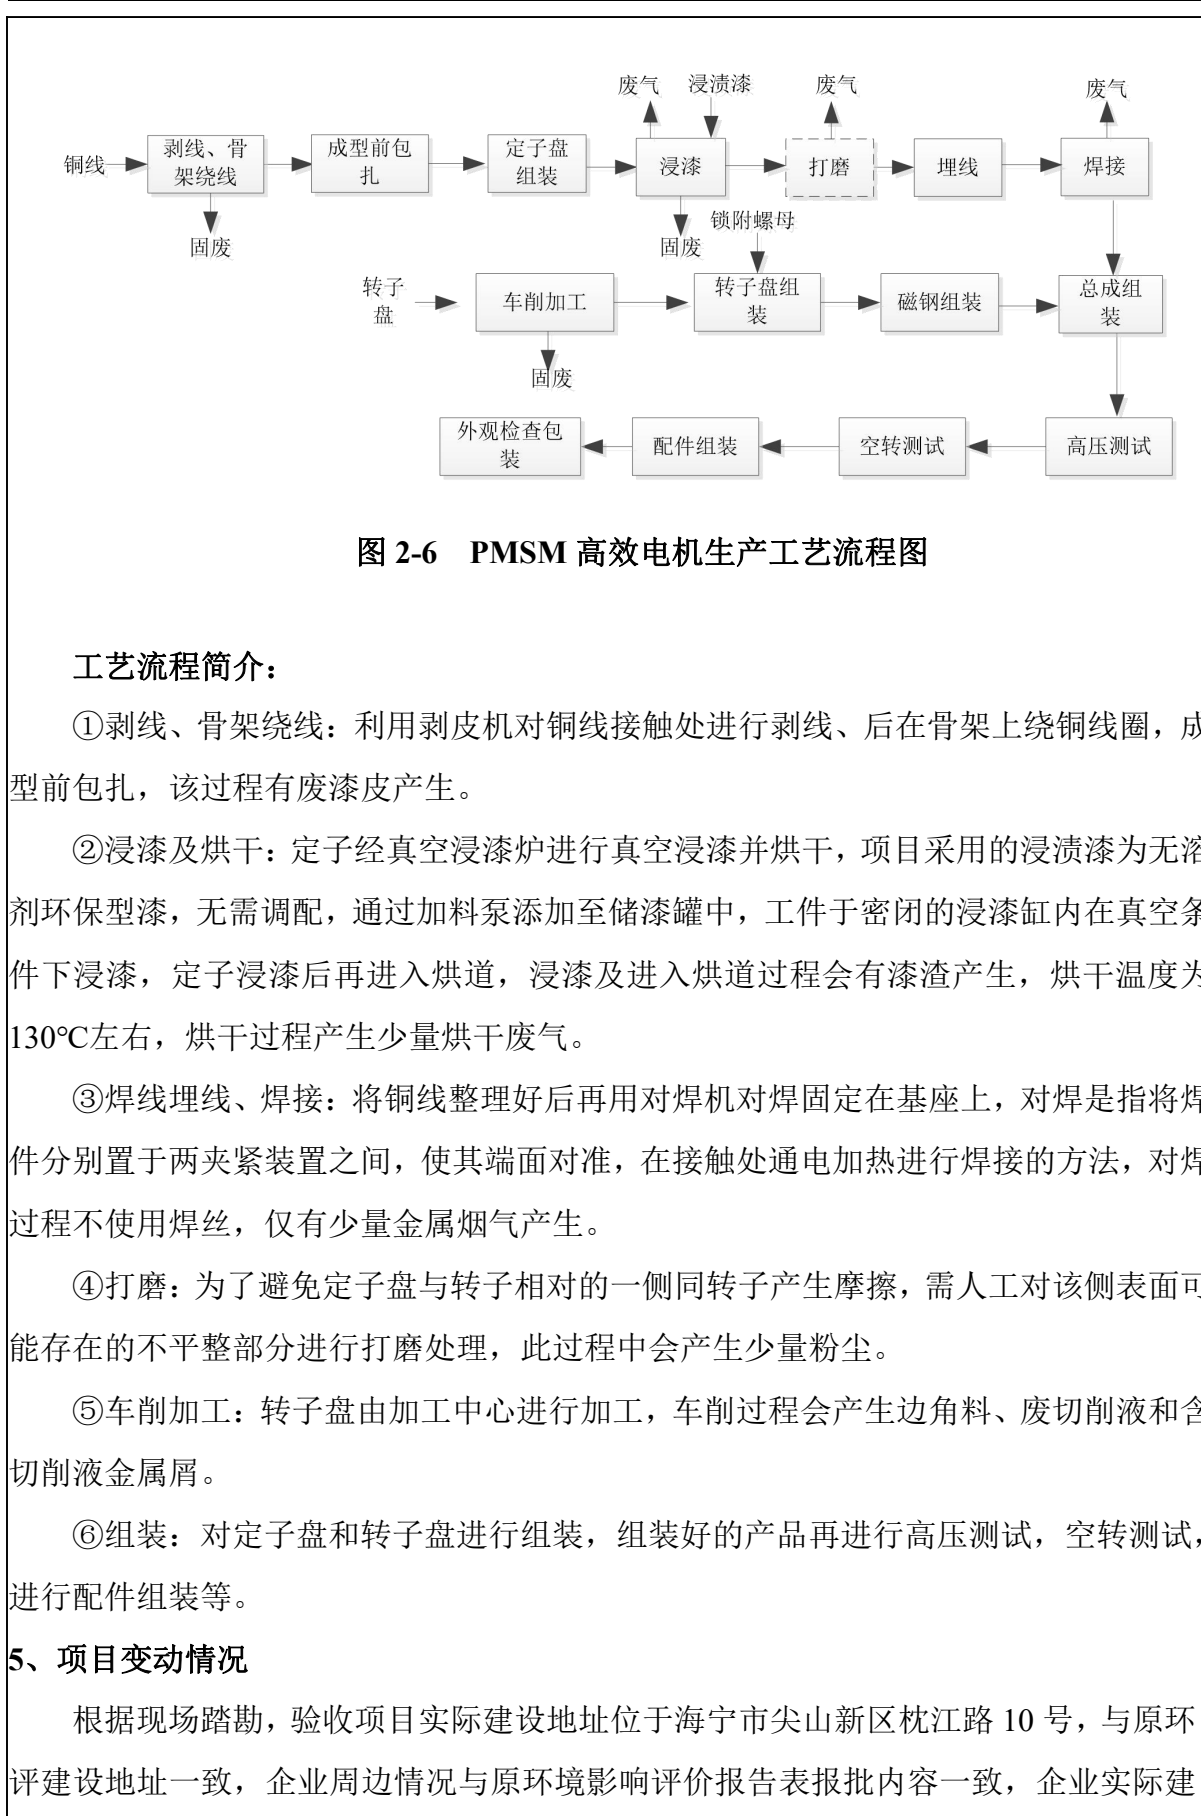 废气
浸渍漆
废气
废气
铜线
剥线、骨
架绕线
成型前包
扎
定子盘
组装
浸漆
打磨
埋线
焊接
固废
固废
锁附螺母
转子
盘
车削加工
转子盘组
装
磁钢组装
总成组
装
固废
外观检查包
装
配件组装
空转测试
高压测试
图 2-6 PMSM 高效电机生产工艺流程图
工艺流程简介：
①剥线、骨架绕线：利用剥皮机对铜线接触处进行剥线、后在骨架上绕铜线圈，成
型前包扎，该过程有废漆皮产生。
②浸漆及烘干：定子经真空浸漆炉进行真空浸漆并烘干，项目采用的浸渍漆为无溶
剂环保型漆，无需调配，通过加料泵添加至储漆罐中，工件于密闭的浸漆缸内在真空条
件下浸漆，定子浸漆后再进入烘道，浸漆及进入烘道过程会有漆渣产生，烘干温度为
130℃左右，烘干过程产生少量烘干废气。
③焊线埋线、焊接：将铜线整理好后再用对焊机对焊固定在基座上，对焊是指将焊
件分别置于两夹紧装置之间，使其端面对准，在接触处通电加热进行焊接的方法，对焊
过程不使用焊丝，仅有少量金属烟气产生。
④打磨：为了避免定子盘与转子相对的一侧同转子产生摩擦，需人工对该侧表面可
能存在的不平整部分进行打磨处理，此过程中会产生少量粉尘。
⑤车削加工：转子盘由加工中心进行加工，车削过程会产生边角料、废切削液和含
切削液金属屑。
⑥组装：对定子盘和转子盘进行组装，组装好的产品再进行高压测试，空转测试，
进行配件组装等。
5、项目变动情况
根据现场踏勘，验收项目实际建设地址位于海宁市尖山新区枕江路 10 号，与原环
评建设地址一致，企业周边情况与原环境影响评价报告表报批内容一致，企业实际建